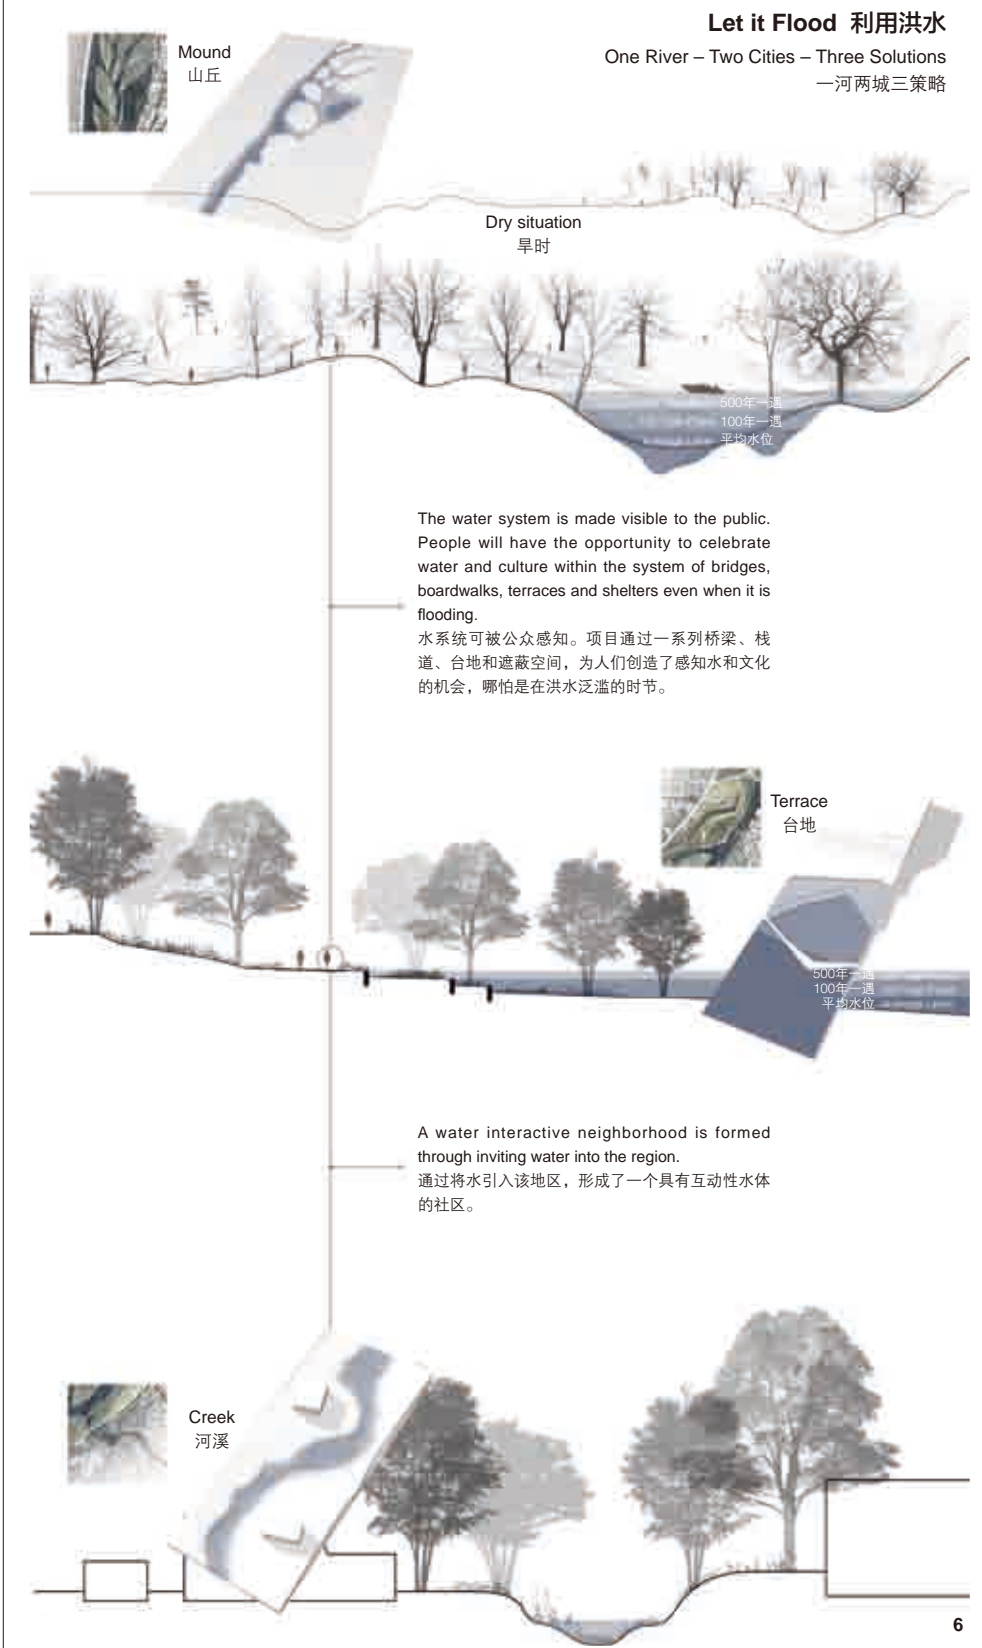 Let it Flood 利用洪水
One River – Two Cities – Three Solutions
一河两城三策略
Mound
山丘
Dry situation
旱时
500年一遇
100年一遇
平均水位
The water system is made visible to the public.
People will have the opportunity to celebrate
water and culture within the system of bridges,
boardwalks, terraces and shelters even when it is
flooding.
水系统可被公众感知。项目通过一系列桥梁、栈
道、台地和遮蔽空间，为人们创造了感知水和文化
的机会，哪怕是在洪水泛滥的时节。
Terrace
台地
500年一遇
100年一遇
平均水位
A water interactive neighborhood is formed
through inviting water into the region.
通过将水引入该地区，形成了一个具有互动性水体
的社区。
Creek
河溪
6